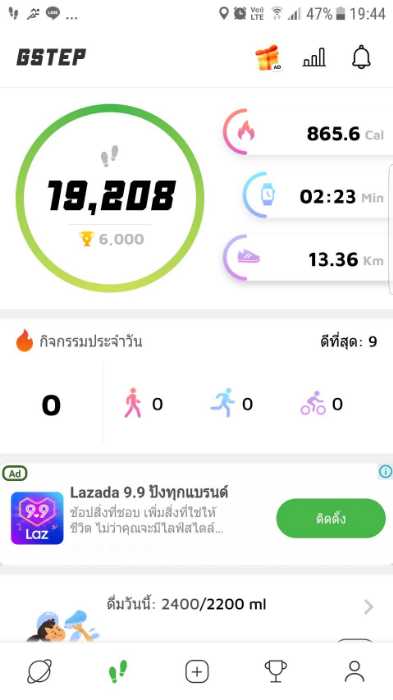 Voi) LTE 47% 19:44
GSTEP
AD
19,208
6,000
865.6 Cal
02:23 Min
13.36 Km
กิจกรรมประจำวัน ดีที่สุด: 9
0 0 0 0
Ad
Lazada 9.9 ปังทุกแบรนด์
ช้อปสิ่งที่ชอบ เพิ่มสิ่งที่ใช่ให้
ชีวิต ไม่ว่าคุณจะมีไลฟ์สไตล์...
ติดตั้ง
9.9
Laz
ดื่มวันนี้: 2400/2200 ml